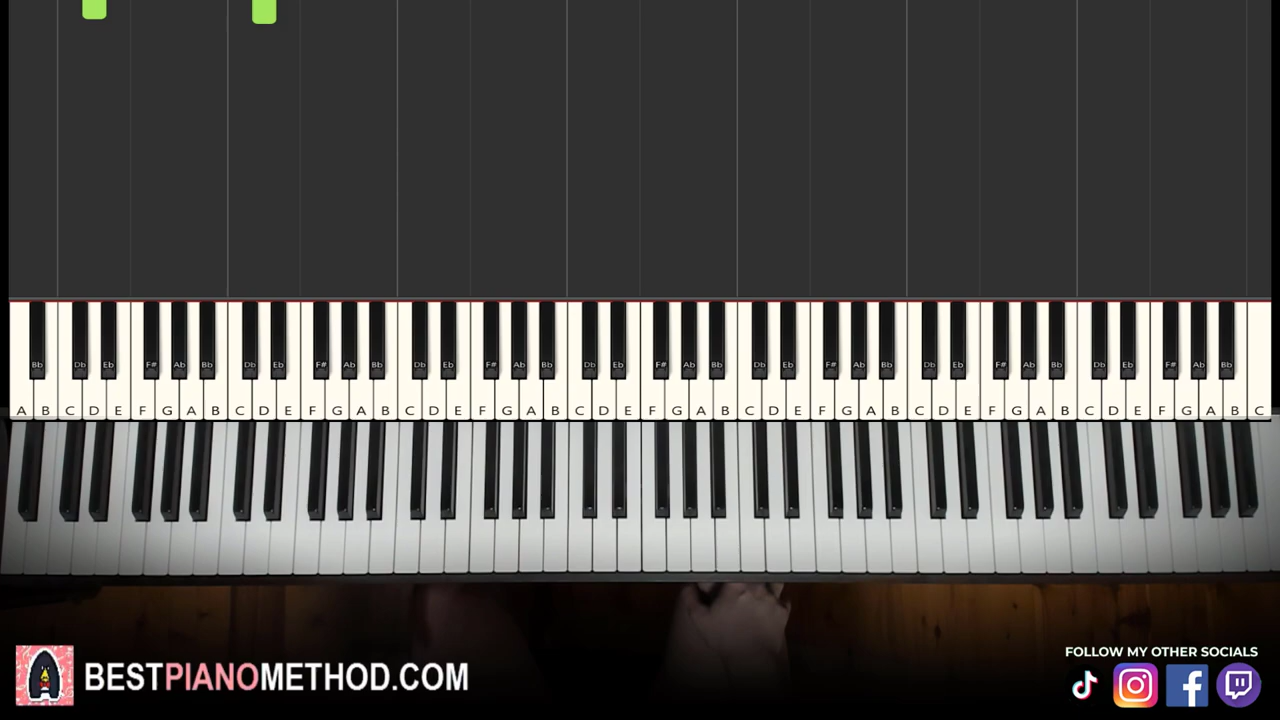 Bb Db Eb F# Ab Bb Db Eb F# Ab Bb Db Eb F# Ab Bb Db Eb F# Ab Bb Db Eb F# Ab Bb Db Eb F# Ab Bb Db Eb F# Ab Bb
A B C D E F G A B C D E F G A B C D E F G A B C D E F G A B C D E F G A B C D E F G A B C D E F G A B C
FOLLOW MY OTHER SOCIALS
BESTPIANOMETHOD.COM